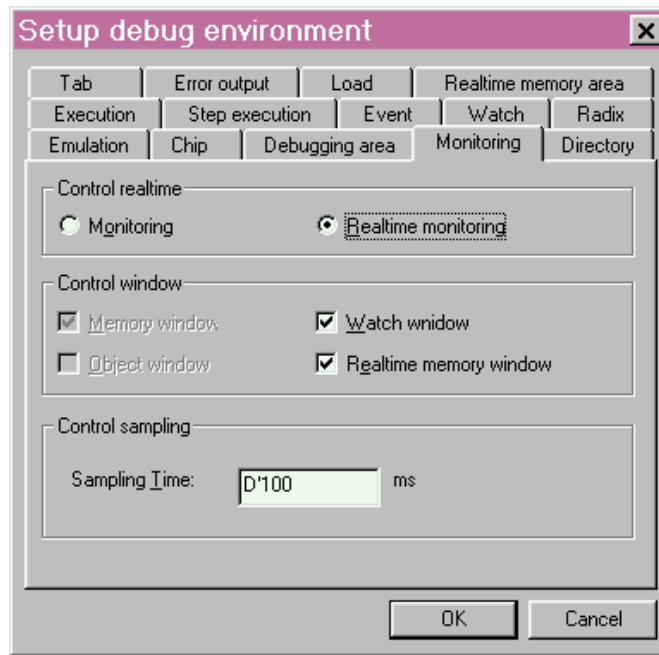 Setup debug environment
Tab Error output Load Realtime memory area
Execution Step execution Event Watch Radix
Emulation Chip Debugging area Monitoring Directory
Control realtime
Monitoring Realtime monitoring
Control window
Memory window Watch wnidow
Object window Realtime memory window
Control sampling
Sampling Time: D'100 ms
OK Cancel